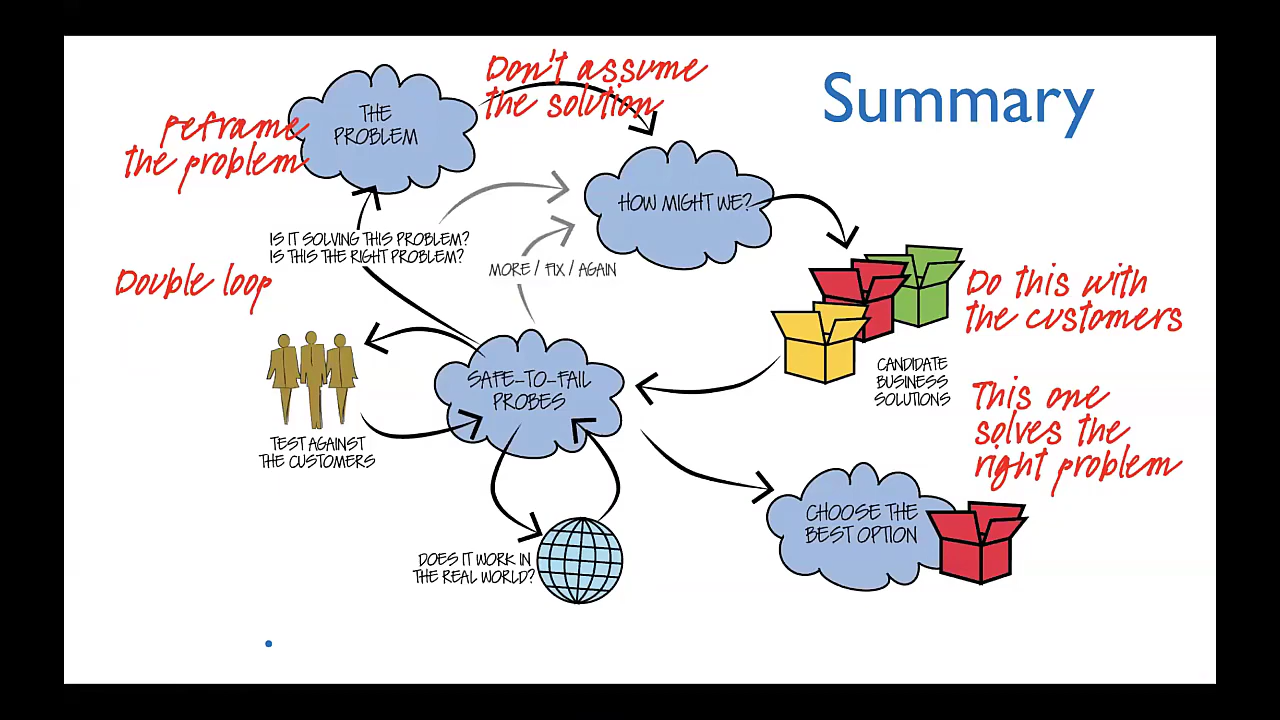 Summary
Don't assume
the solution
THE
PROBLEM
reframe
the problem
HOW MIGHT WE?
IS IT SOLVING THIS PROBLEM?
IS THIS THE RIGHT PROBLEM?
MORE / FIX / AGAIN
Double loop
Do this with
the customers
CANDIDATE
BUSINESS
SOLUTIONS
SAFE-TO-FAIL
PROBES
This one
solves the
right problem
TEST AGAINST
THE CUSTOMERS
CHOOSE THE
BEST OPTION
DOES IT WORK IN
THE REAL WORLD?